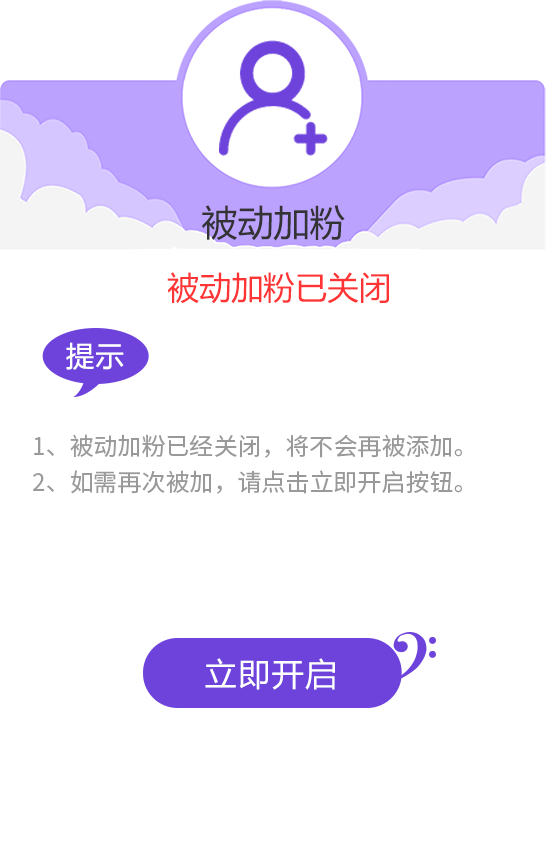 被动加粉
被动加粉已关闭
提示
1、被动加粉已经关闭，将不会再被添加。
2、如需再次被加，请点击立即开启按钮。
立即开启